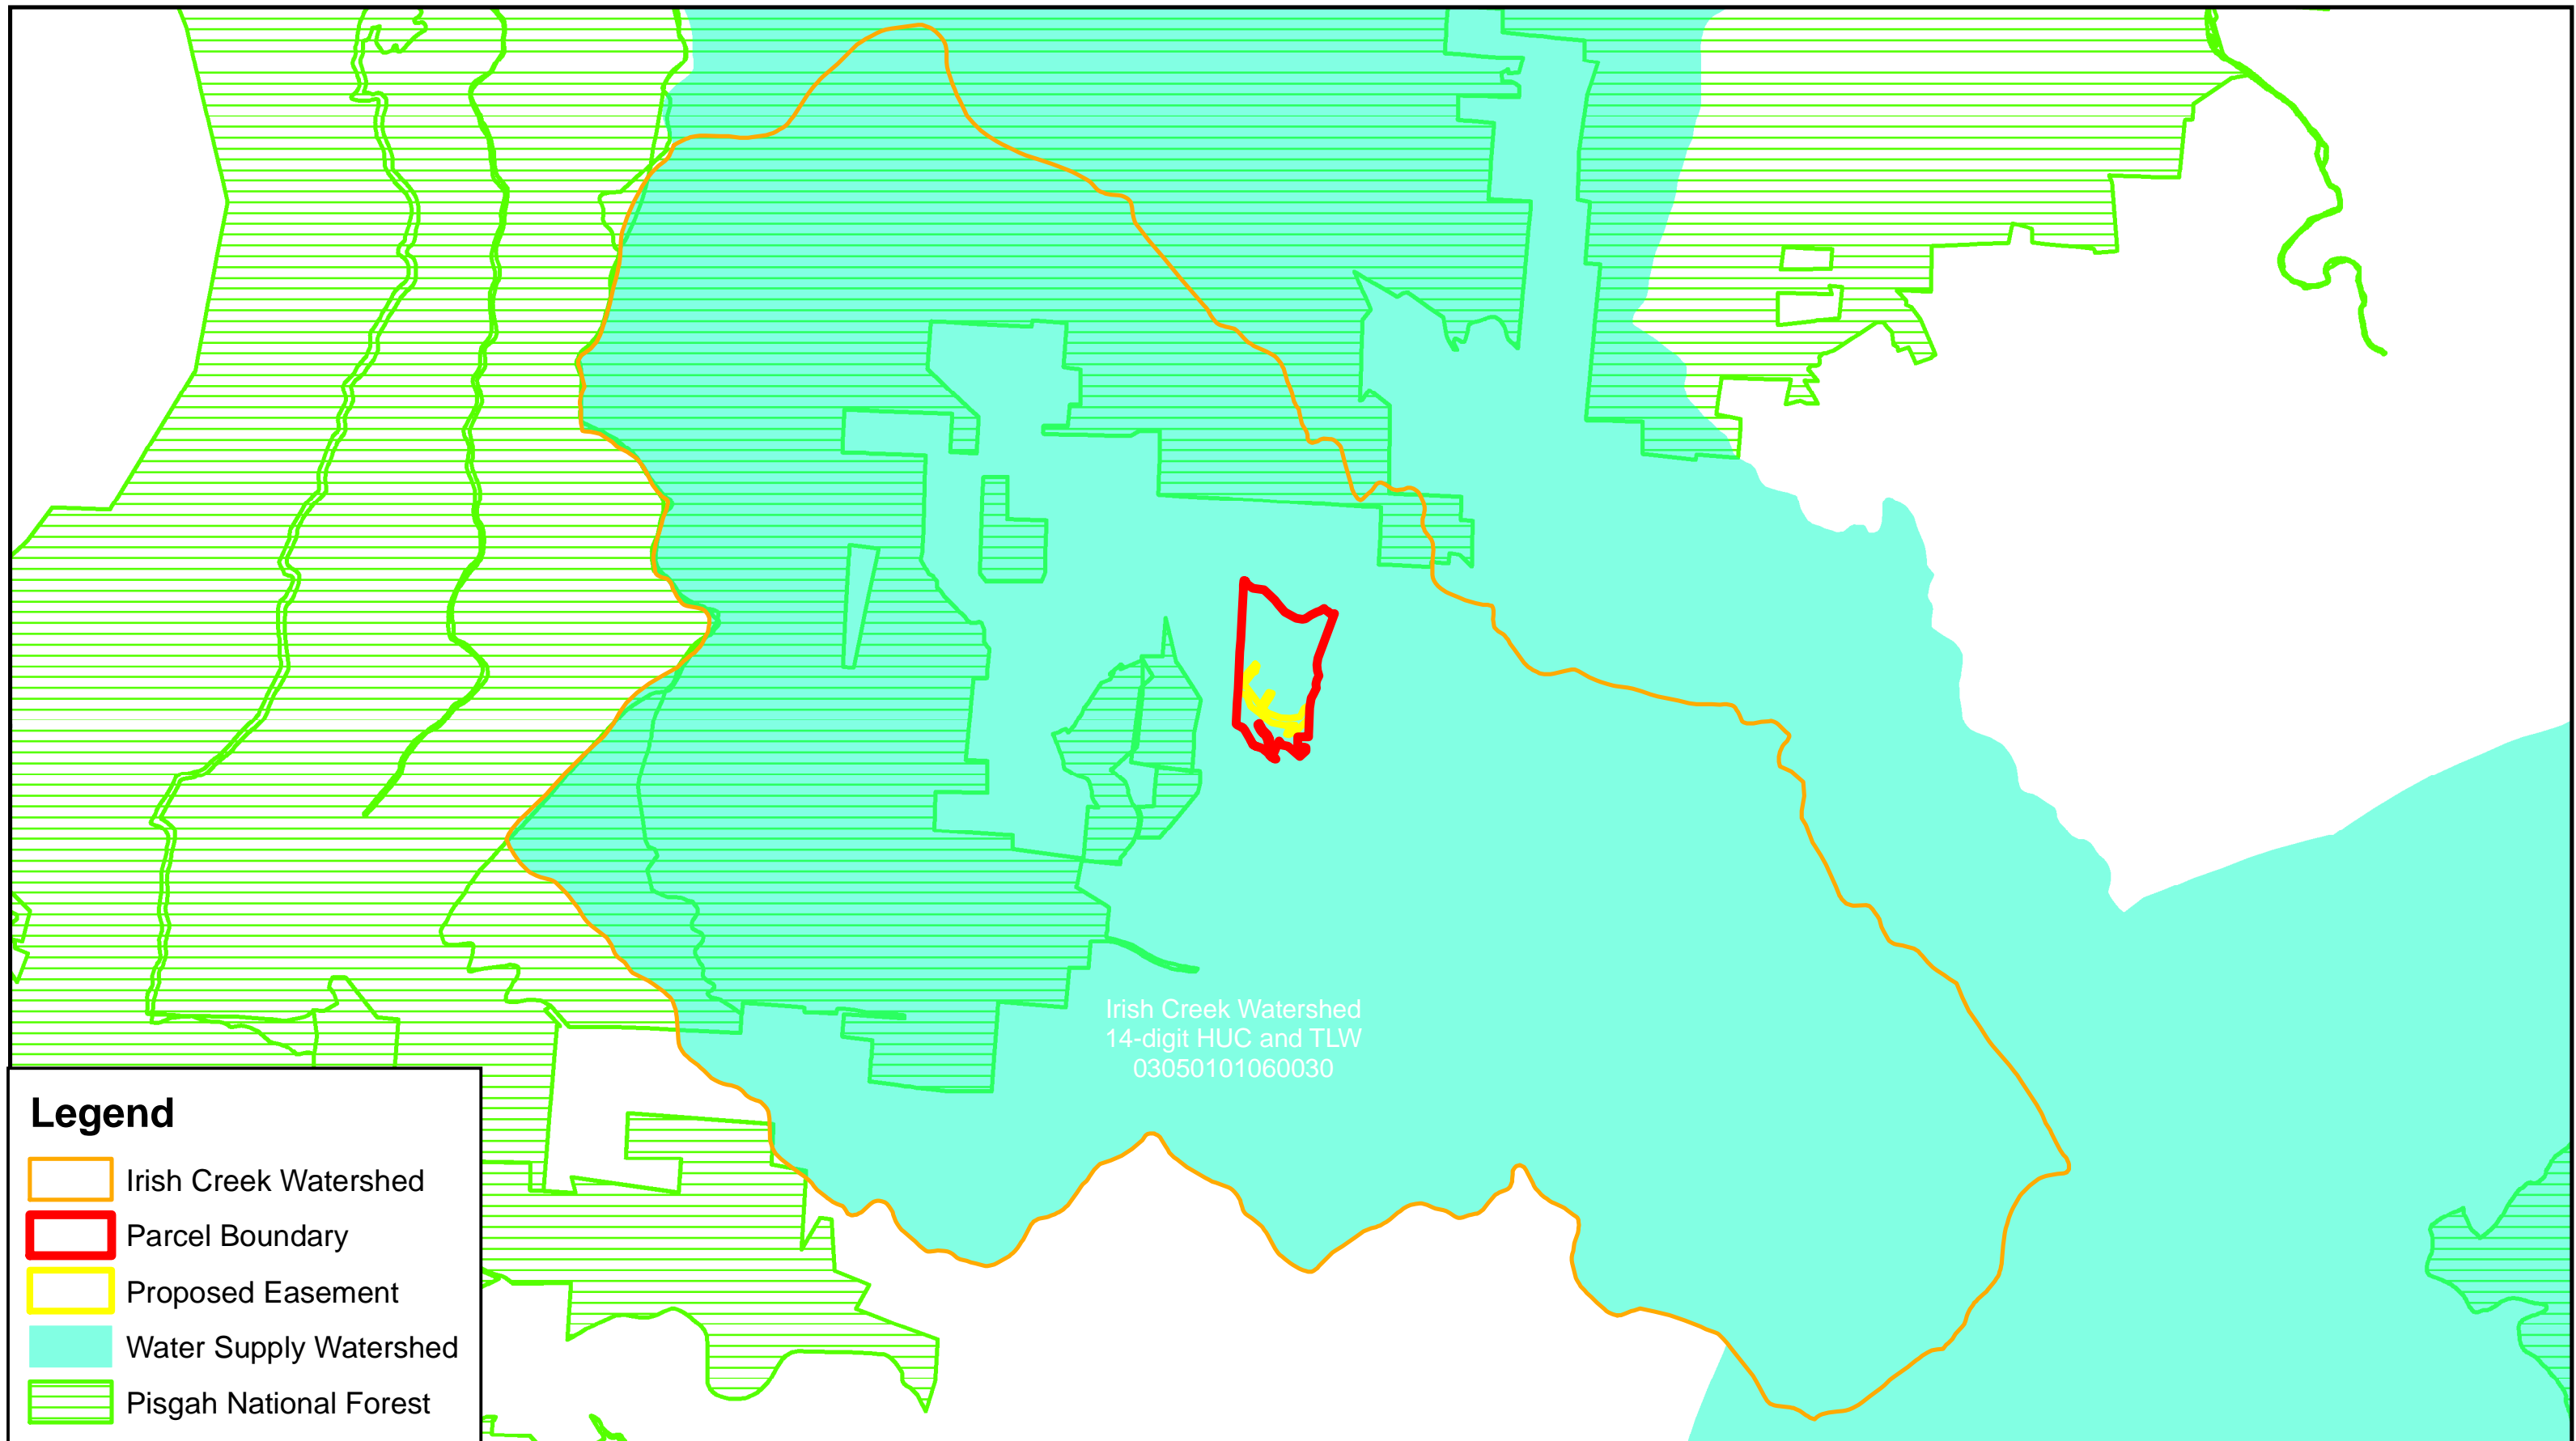 Irish Creek Watershed
14-digit HUC and TLW
03050101060030
Legend
Irish Creek Watershed
Parcel Boundary
Proposed Easement
Water Supply Watershed
Pisgah National Forest